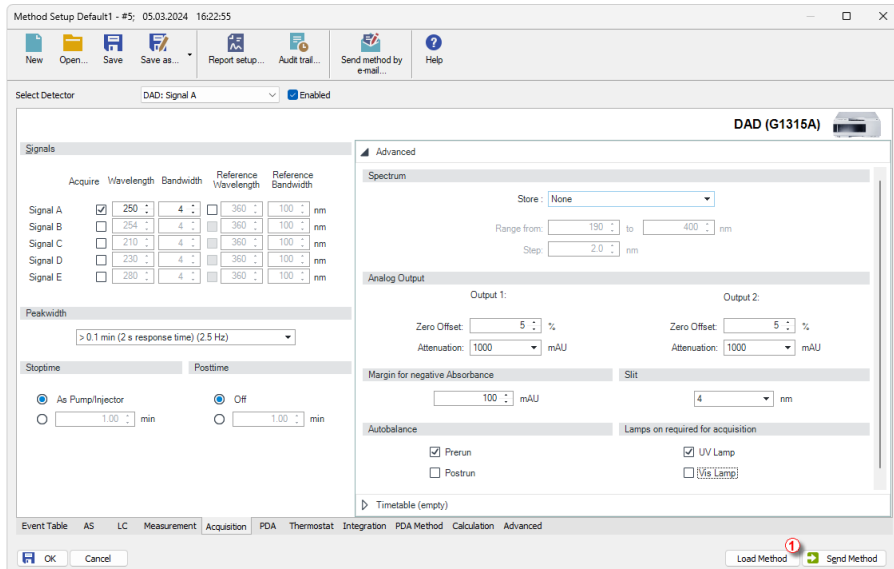 Method Setup Default1 - #5; 05.03.2024 16:22:55
New Open... Save Save as... Report setup... Audit trail... Send method by e-mail... Help
Select Detector DAD: Signal A Enabled
DAD (G1315A)
Signals
Acquire Wavelength Bandwidth Reference Wavelength Reference Bandwidth
Signal A 250 4 360 100 nm
Signal B 254 4 360 100 nm
Signal C 210 4 360 100 nm
Signal D 230 4 360 100 nm
Signal E 280 4 360 100 nm
Peakwidth
> 0.1 min (2 s response time) (2.5 Hz)
Stoptime Posttime
As Pump/Injector Off
1.00 min 1.00 min
Advanced
Spectrum
Store : None
Range from: 190 to 400 nm
Step: 2.0 nm
Analog Output
Output 1: Output 2:
Zero Offset: 5 % Zero Offset: 5 %
Attenuation: 1000 mAU Attenuation: 1000 mAU
Margin for negative Absorbance Slit
100 mAU 4 nm
Autobalance Lamps on required for acquisition
Prerun UV Lamp
Postrun Vis Lamp
Timetable (empty)
Event Table AS LC Measurement Acquisition PDA Thermostat Integration PDA Method Calculation Advanced
1
OK Cancel Load Method Send Method